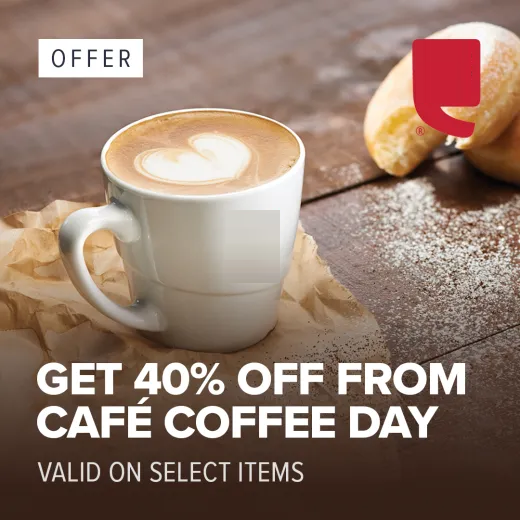 OFFER
®
GET 40% OFF FROM
CAFÉ COFFEE DAY
VALID ON SELECT ITEMS